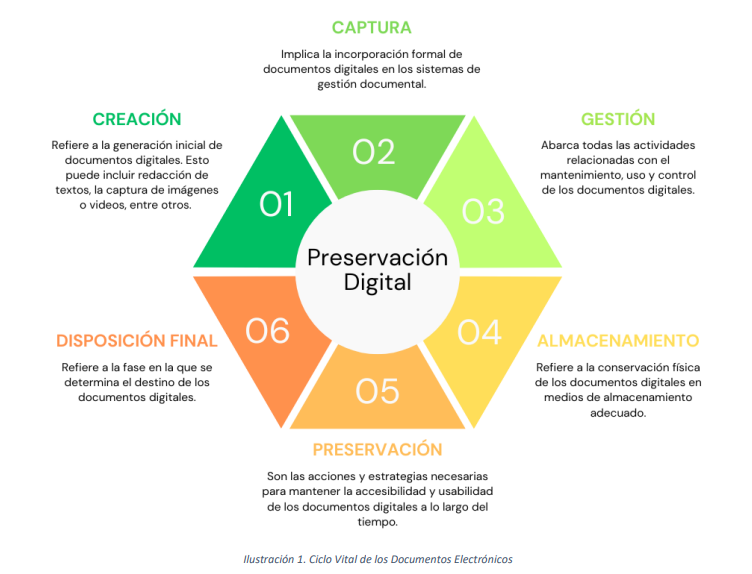 CAPTURA
Implica la incorporación formal de
documentos digitales en los sistemas de
gestión documental.
CREACIÓN
Refiere a la generación inicial de
documentos digitales. Esto
puede incluir redacción de
textos, la captura de imágenes
o videos, entre otros.
GESTIÓN
Abarca todas las actividades
relacionadas con el
mantenimiento, uso y control
de los documentos digitales.
02
01
03
Preservación
Digital
06
04
05
DISPOSICIÓN FINAL
Refiere a la fase en la que se
determina el destino de los
documentos digitales.
ALMACENAMIENTO
Refiere a la conservación física
de los documentos digitales en
medios de almacenamiento
adecuado.
PRESERVACIÓN
Son las acciones y estrategias necesarias
para mantener la accesibilidad y usabilidad
de los documentos digitales a lo largo del
tiempo.
Ilustración 1. Ciclo Vital de los Documentos Electrónicos